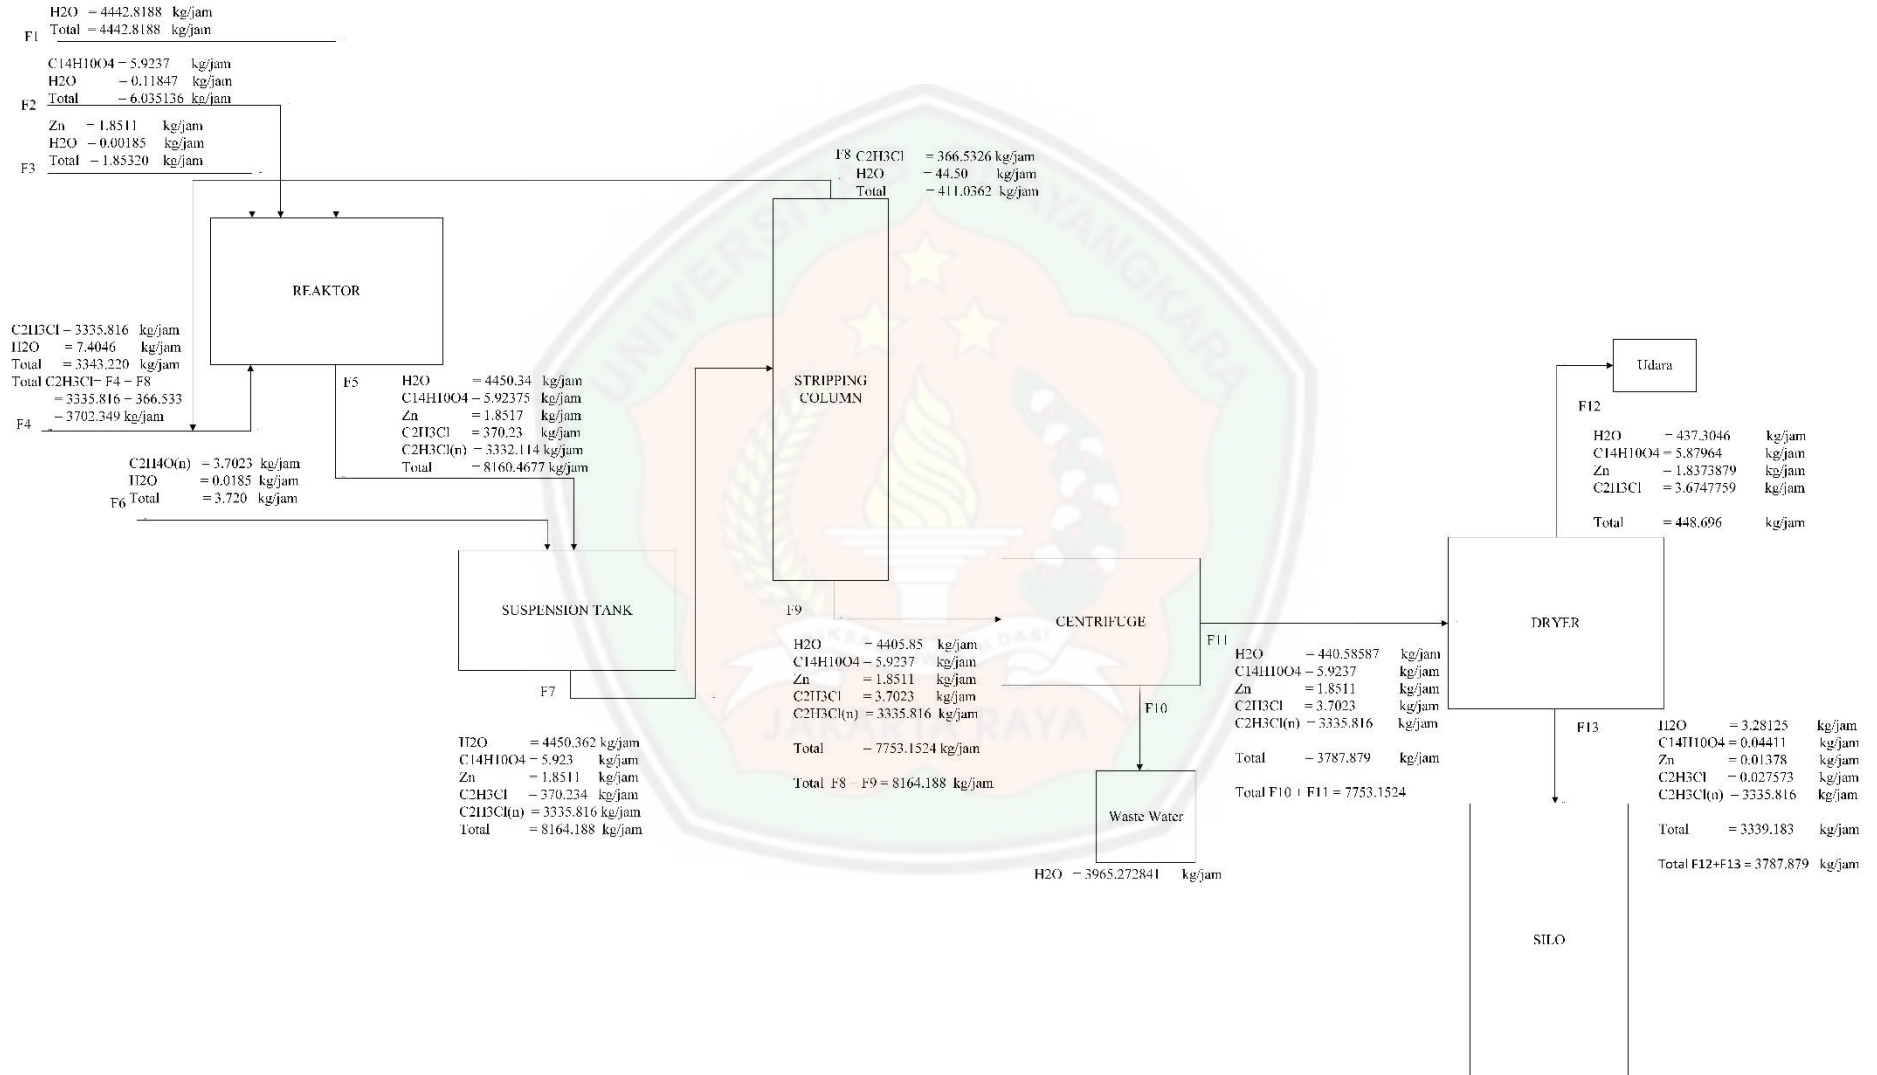 H2O = 4442.8188 kg/jam
Total = 4442.8188 kg/jam
F1
C14H10O4 = 5.9237 kg/jam
H2O = 0.11847 kg/jam
Total = 6.035136 kg/jam
F2
Zn = 1.8511 kg/jam
H2O = 0.00185 kg/jam
Total = 1.85320 kg/jam
F3
F8 C2H3Cl = 366.5326 kg/jam
H2O = 44.50 kg/jam
Total = 411.0362 kg/jam
REAKTOR
C2H3Cl = 3335.816 kg/jam
H2O = 7.4046 kg/jam
Total = 3343.220 kg/jam
Total C2H3Cl= F4 - F8
= 3335.816 - 366.533
= 3702.349 kg/jam
F4
F5
H2O = 4450.34 kg/jam
C14H10O4 = 5.92375 kg/jam
Zn = 1.8517 kg/jam
C2H3Cl = 370.23 kg/jam
C2H3Cl(n) = 3332.114 kg/jam
Total = 8160.4677 kg/jam
C2H4O(n) = 3.7023 kg/jam
H2O = 0.0185 kg/jam
Total = 3.720 kg/jam
F6
SUSPENSION TANK
F7
H2O = 4450.362 kg/jam
C14H10O4 = 5.923 kg/jam
Zn = 1.8511 kg/jam
C2H3Cl = 370.234 kg/jam
C2H3Cl(n) = 3335.816 kg/jam
Total = 8164.188 kg/jam
STRIPPING
COLUMN
F9
H2O = 4405.85 kg/jam
C14H10O4 = 5.9237 kg/jam
Zn = 1.8511 kg/jam
C2H3Cl = 3.7023 kg/jam
C2H3Cl(n) = 3335.816 kg/jam
Total = 7753.1524 kg/jam
Total F8 - F9 = 8164.188 kg/jam
CENTRIFUGE
F10
Waste Water
H2O = 3965.272841 kg/jam
F11
H2O = 440.58587 kg/jam
C14H10O4 = 5.9237 kg/jam
Zn = 1.8511 kg/jam
C2H3Cl = 3.7023 kg/jam
C2H3Cl(n) = 3335.816 kg/jam
Total = 3787.879 kg/jam
Total F10 + F11 = 7753.1524
Udara
F12
H2O = 437.3046 kg/jam
C14H10O4 = 5.87964 kg/jam
Zn = 1.8373879 kg/jam
C2H3Cl = 3.6747759 kg/jam
Total = 448.696 kg/jam
DRYER
F13
H2O = 3.28125 kg/jam
C14H10O4 = 0.04411 kg/jam
Zn = 0.01378 kg/jam
C2H3Cl = 0.027573 kg/jam
C2H3Cl(n) = 3335.816 kg/jam
Total = 3339.183 kg/jam
Total F12+F13 = 3787.879 kg/jam
SILO
JAKARTA RAYA